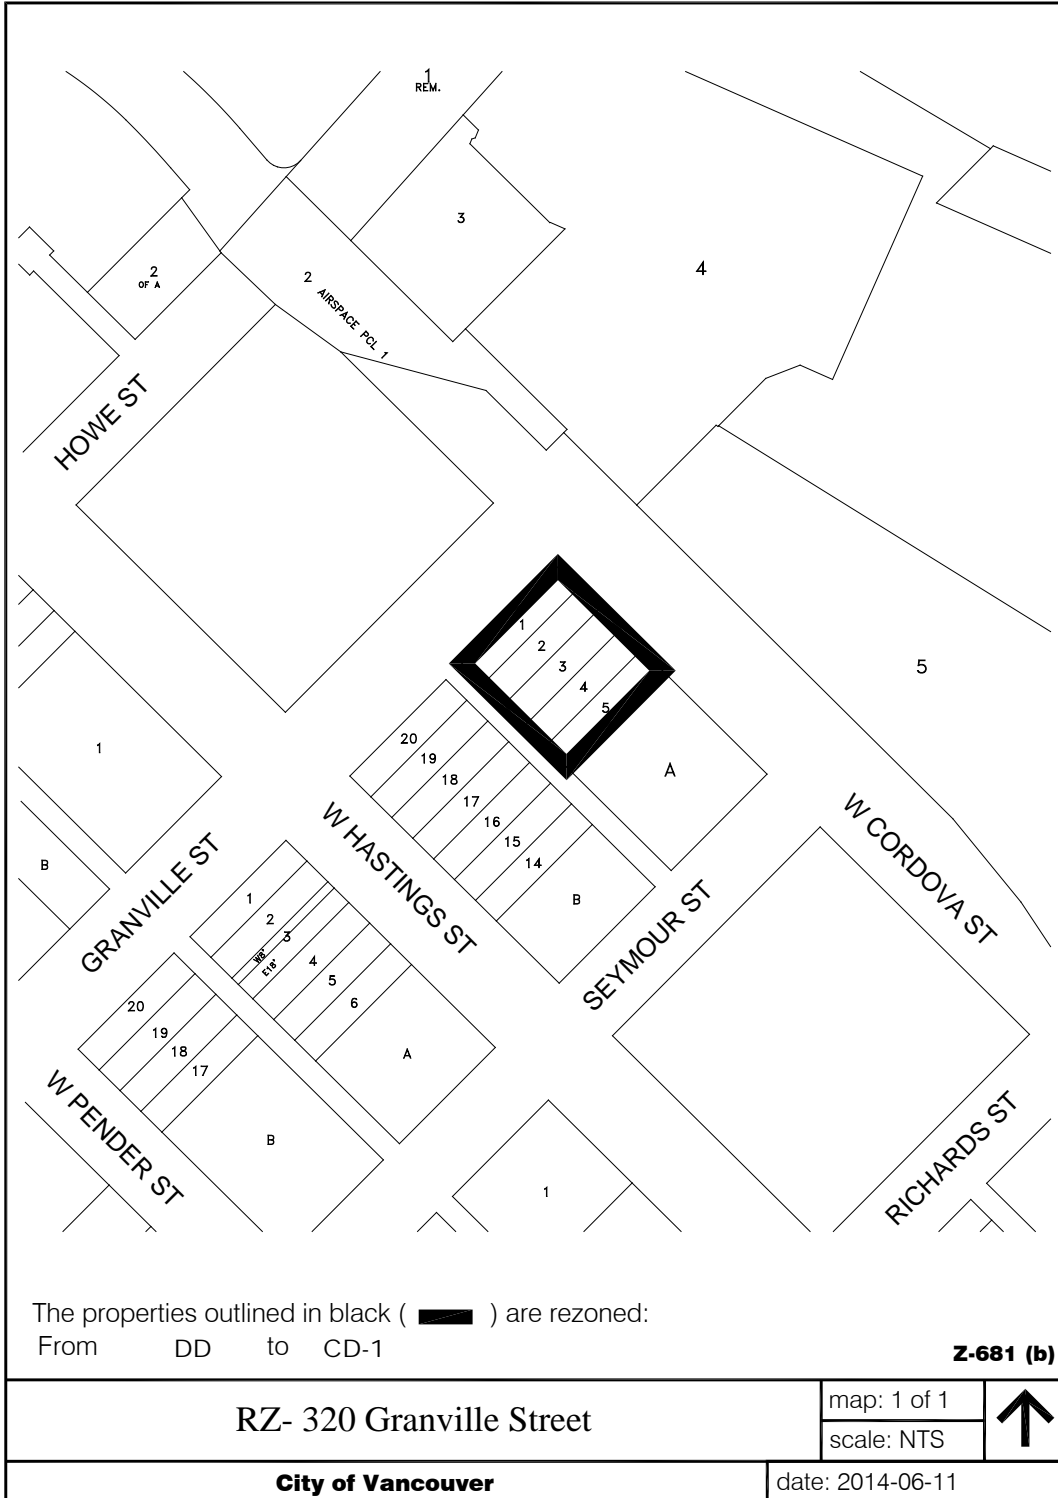 1
REM.
3
4
2
OF A
2
AIRSPACE PCL 1
HOWE ST
1
2
3
4
5
5
1
20
19
18
17
16
15
14
B
A
W CORDOVA ST
W HASTINGS ST
GRANVILLE ST
B
SEYMOUR ST
1
2
3
W8'
E18'
4
5
6
A
20
19
18
17
B
W PENDER ST
RICHARDS ST
1
The properties outlined in black ( ) are rezoned:
From DD to CD-1
Z-681 (b)
RZ- 320 Granville Street
map: 1 of 1
scale: NTS
City of Vancouver
date: 2014-06-11